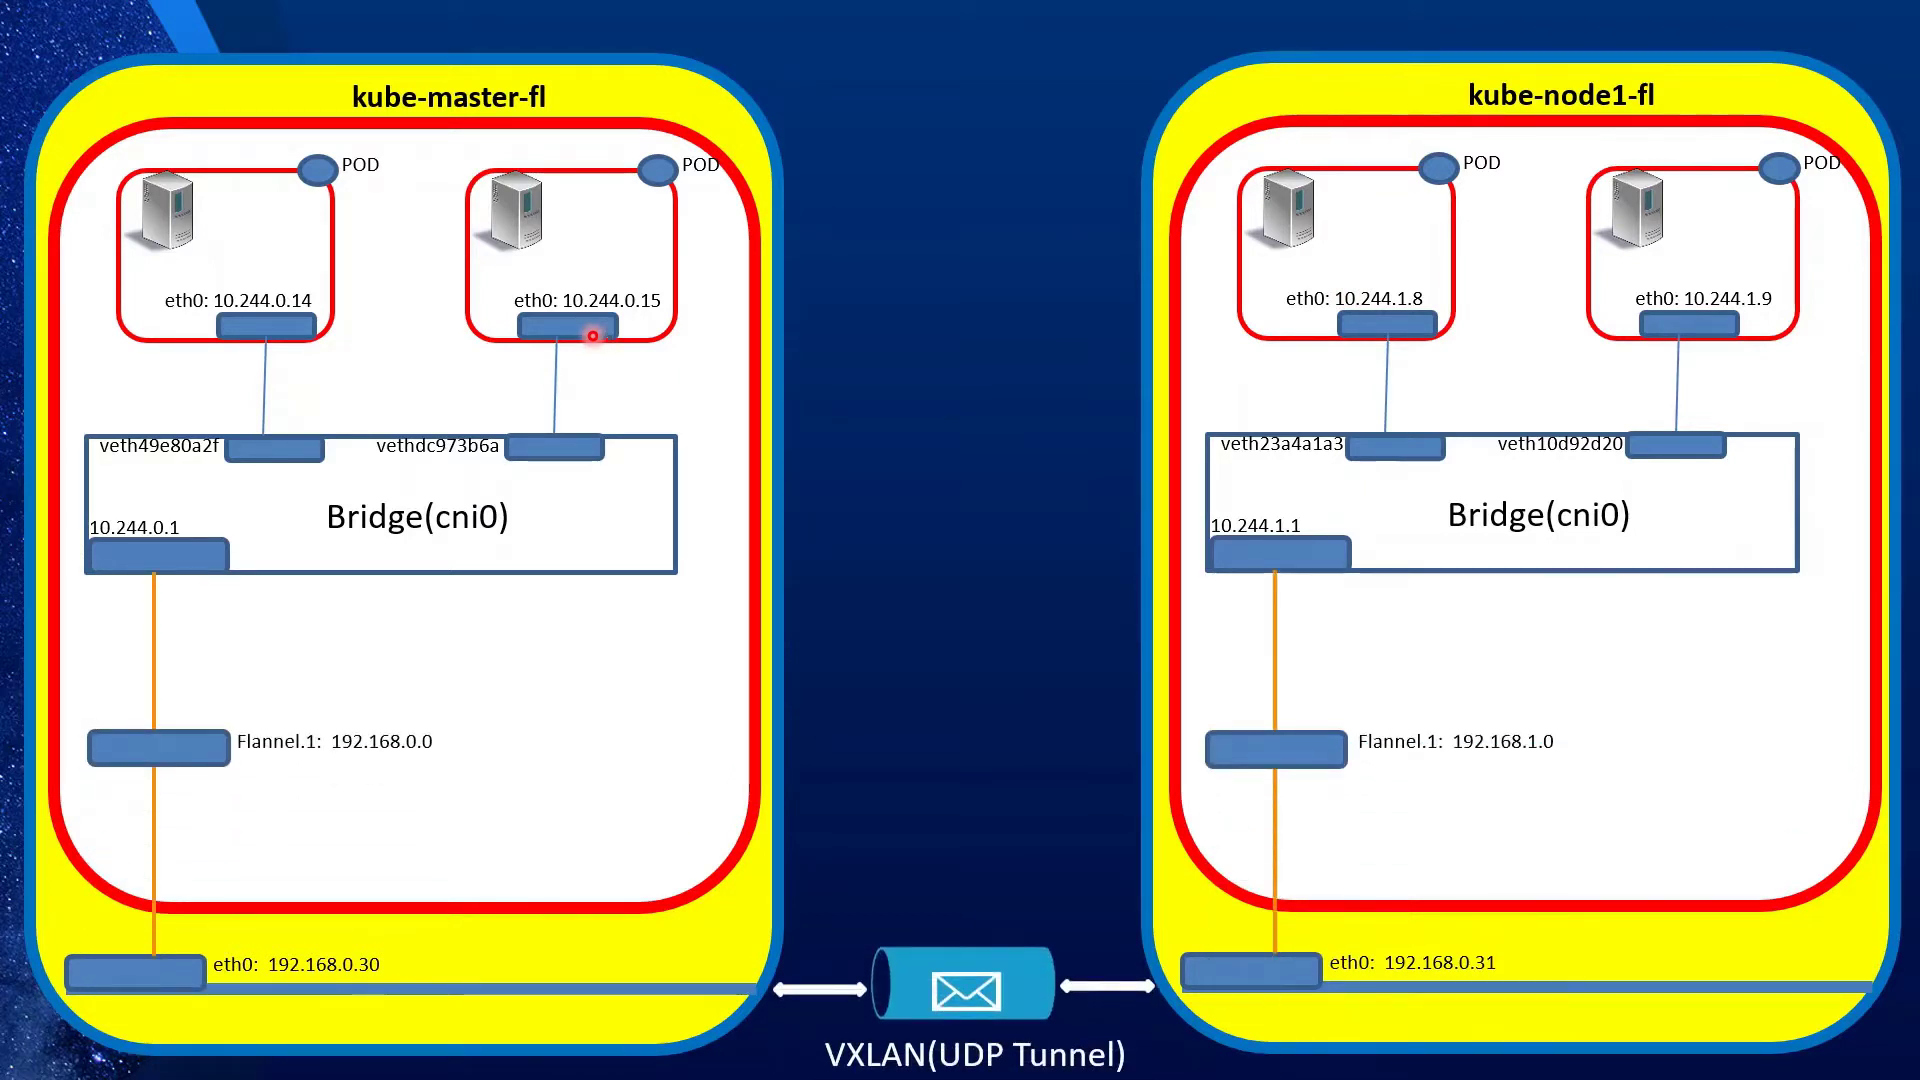 kube-master-fl
POD
POD
eth0: 10.244.0.14
eth0: 10.244.0.15
veth49e80a2f
vethdc973b6a
Bridge(cni0)
10.244.0.1
Flannel.1: 192.168.0.0
eth0: 192.168.0.30
kube-node1-fl
POD
POD
eth0: 10.244.1.8
eth0: 10.244.1.9
veth23a4a1a3
veth10d92d20
Bridge(cni0)
10.244.1.1
Flannel.1: 192.168.1.0
eth0: 192.168.0.31
VXLAN(UDP Tunnel)